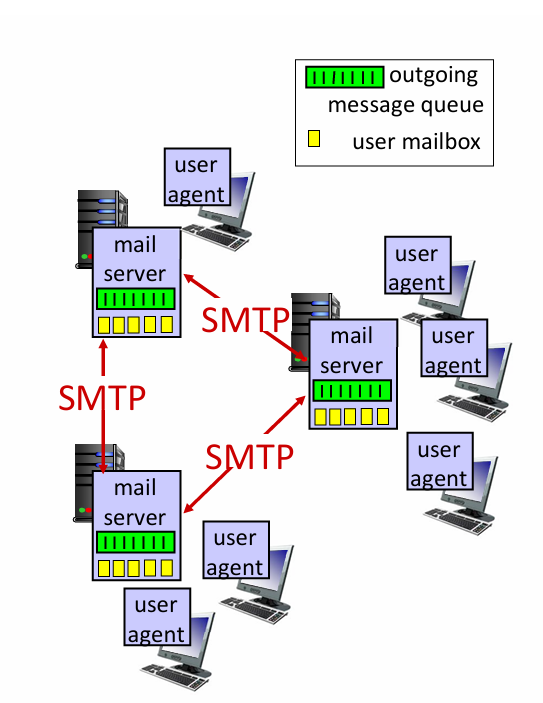 outgoing
message queue
user mailbox
user
agent
mail
server
SMTP
user
agent
mail
server
user
agent
SMTP
SMTP
user
agent
mail
server
user
agent
user
agent